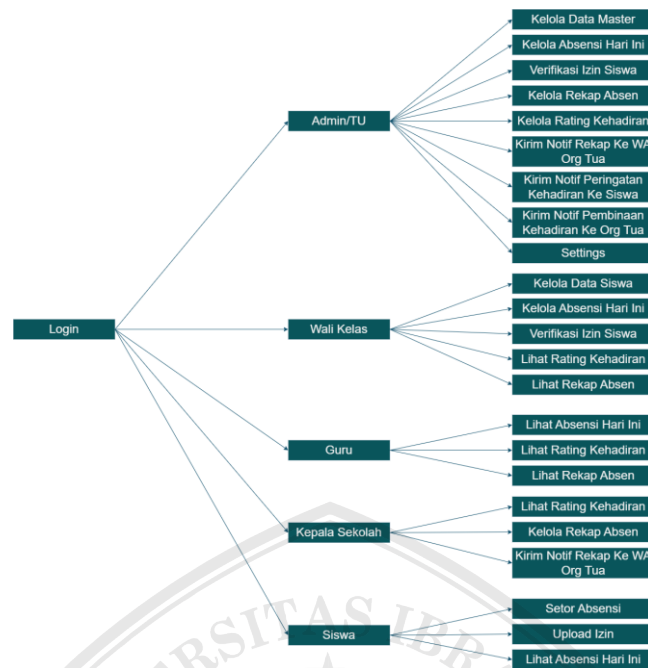 Login
Admin/TU
Kelola Data Master
Kelola Absensi Hari Ini
Verifikasi Izin Siswa
Kelola Rekap Absen
Kelola Rating Kehadiran
Kirim Notif Rekap Ke WA
Org Tua
Kirim Notif Peringatan
Kehadiran Ke Siswa
Kirim Notif Pembinaan
Kehadiran Ke Org Tua
Settings
Wali Kelas
Kelola Data Siswa
Kelola Absensi Hari Ini
Verifikasi Izin Siswa
Lihat Rating Kehadiran
Lihat Rekap Absen
Guru
Lihat Absensi Hari Ini
Lihat Rating Kehadiran
Lihat Rekap Absen
Kepala Sekolah
Lihat Rating Kehadiran
Kelola Rekap Absen
Kirim Notif Rekap Ke WA
Org Tua
Siswa
Setor Absensi
Upload Izin
Lihat Absensi Hari Ini